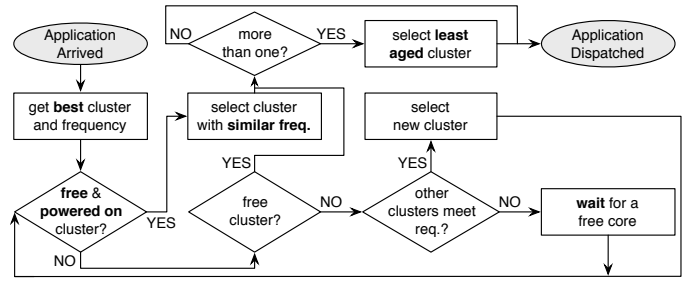 Application
Arrived
NO
more
than one?
YES
select least
aged cluster
Application
Dispatched
get best cluster
and frequency
select cluster
with similar freq.
select
new cluster
YES
YES
free &
powered on
cluster?
YES
free
cluster?
NO
other
clusters meet
req.?
NO
wait for a
free core
NO